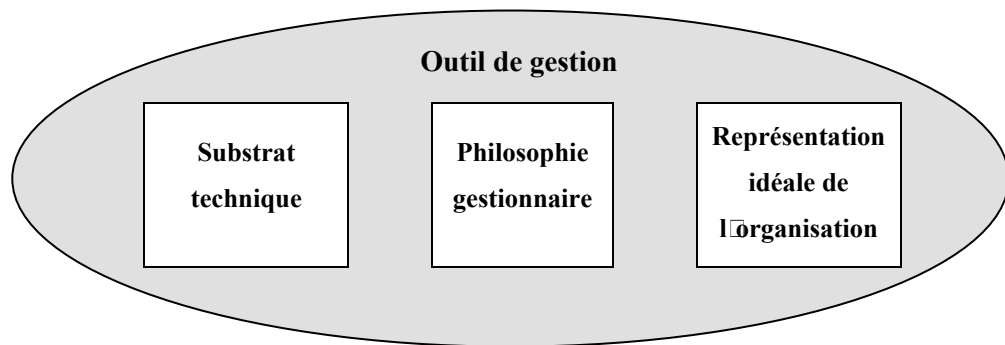 Outil de gestion
Substrat
technique
Philosophie
gestionnaire
Représentation
idéale de
l□organisation